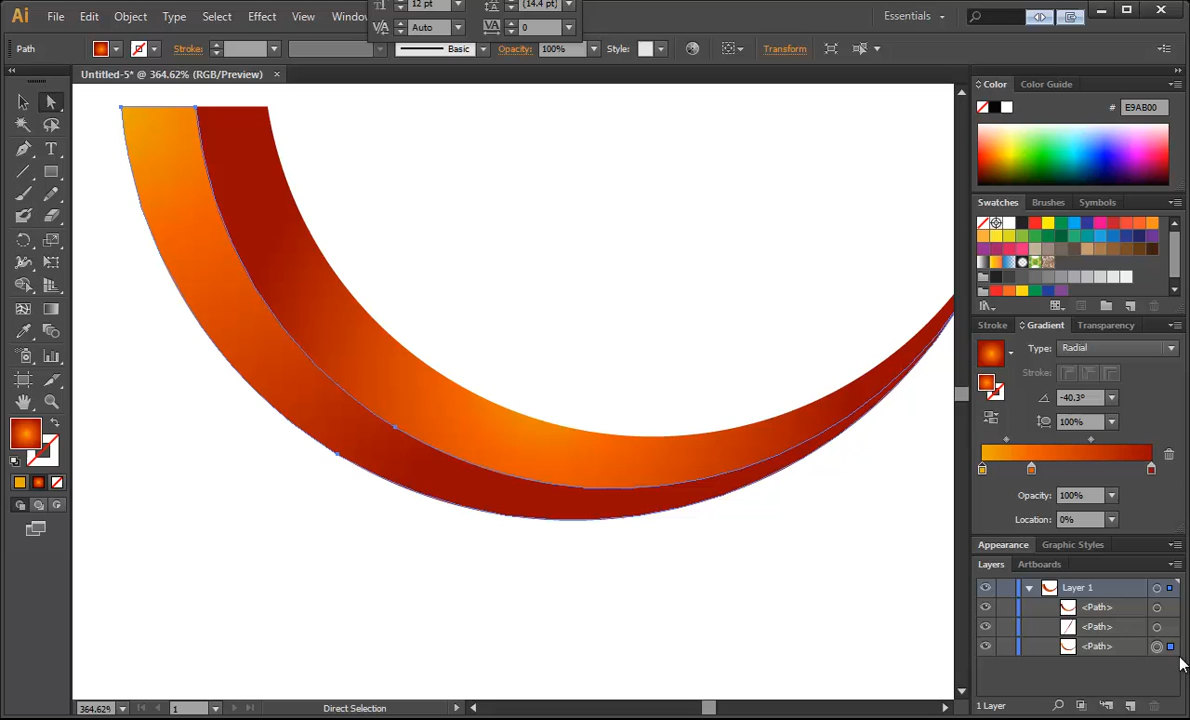 Ai File Edit Object Type Select Effect View Windo Essentials
12 pt (14.4 pt)
Auto 0
Path Stroke: Basic Opacity: 100% Style: Transform
Untitled-5* @ 364.62% (RGB/Preview) ×
Color Color Guide
# E9AB00
Swatches Brushes Symbols
Stroke Gradient Transparency
Type: Radial
Stroke:
-40.3°
100%
Opacity: 100%
Location: 0%
Appearance Graphic Styles
Layers Artboards
Layer 1
<Path>
<Path>
<Path>
1 Layer
364.62% 1 Direct Selection